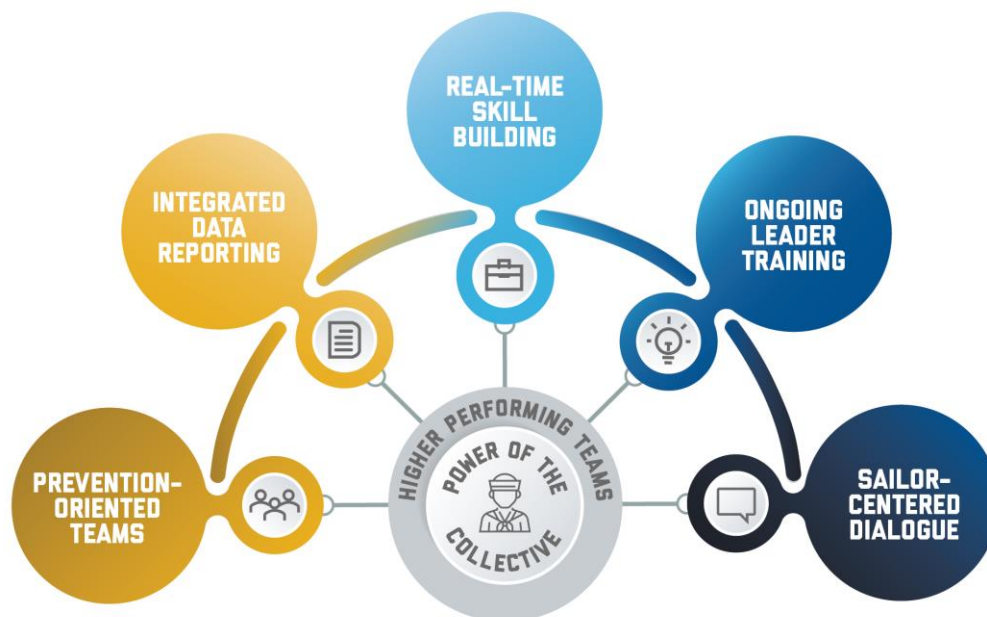 REAL-TIME
SKILL
BUILDING
INTEGRATED
DATA
REPORTING
ONGOING
LEADER
TRAINING
PREVENTION-
ORIENTED
TEAMS
HIGHER PERFORMING TEAMS
POWER OF THE
COLLECTIVE
SAILOR-
CENTERED
DIALOGUE